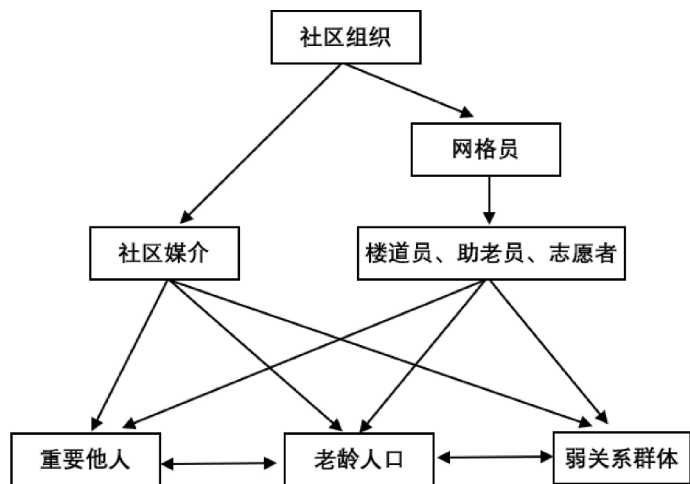 社区组织
网格员
社区媒介
楼道员、助老员、志愿者
重要他人
老龄人口
弱关系群体